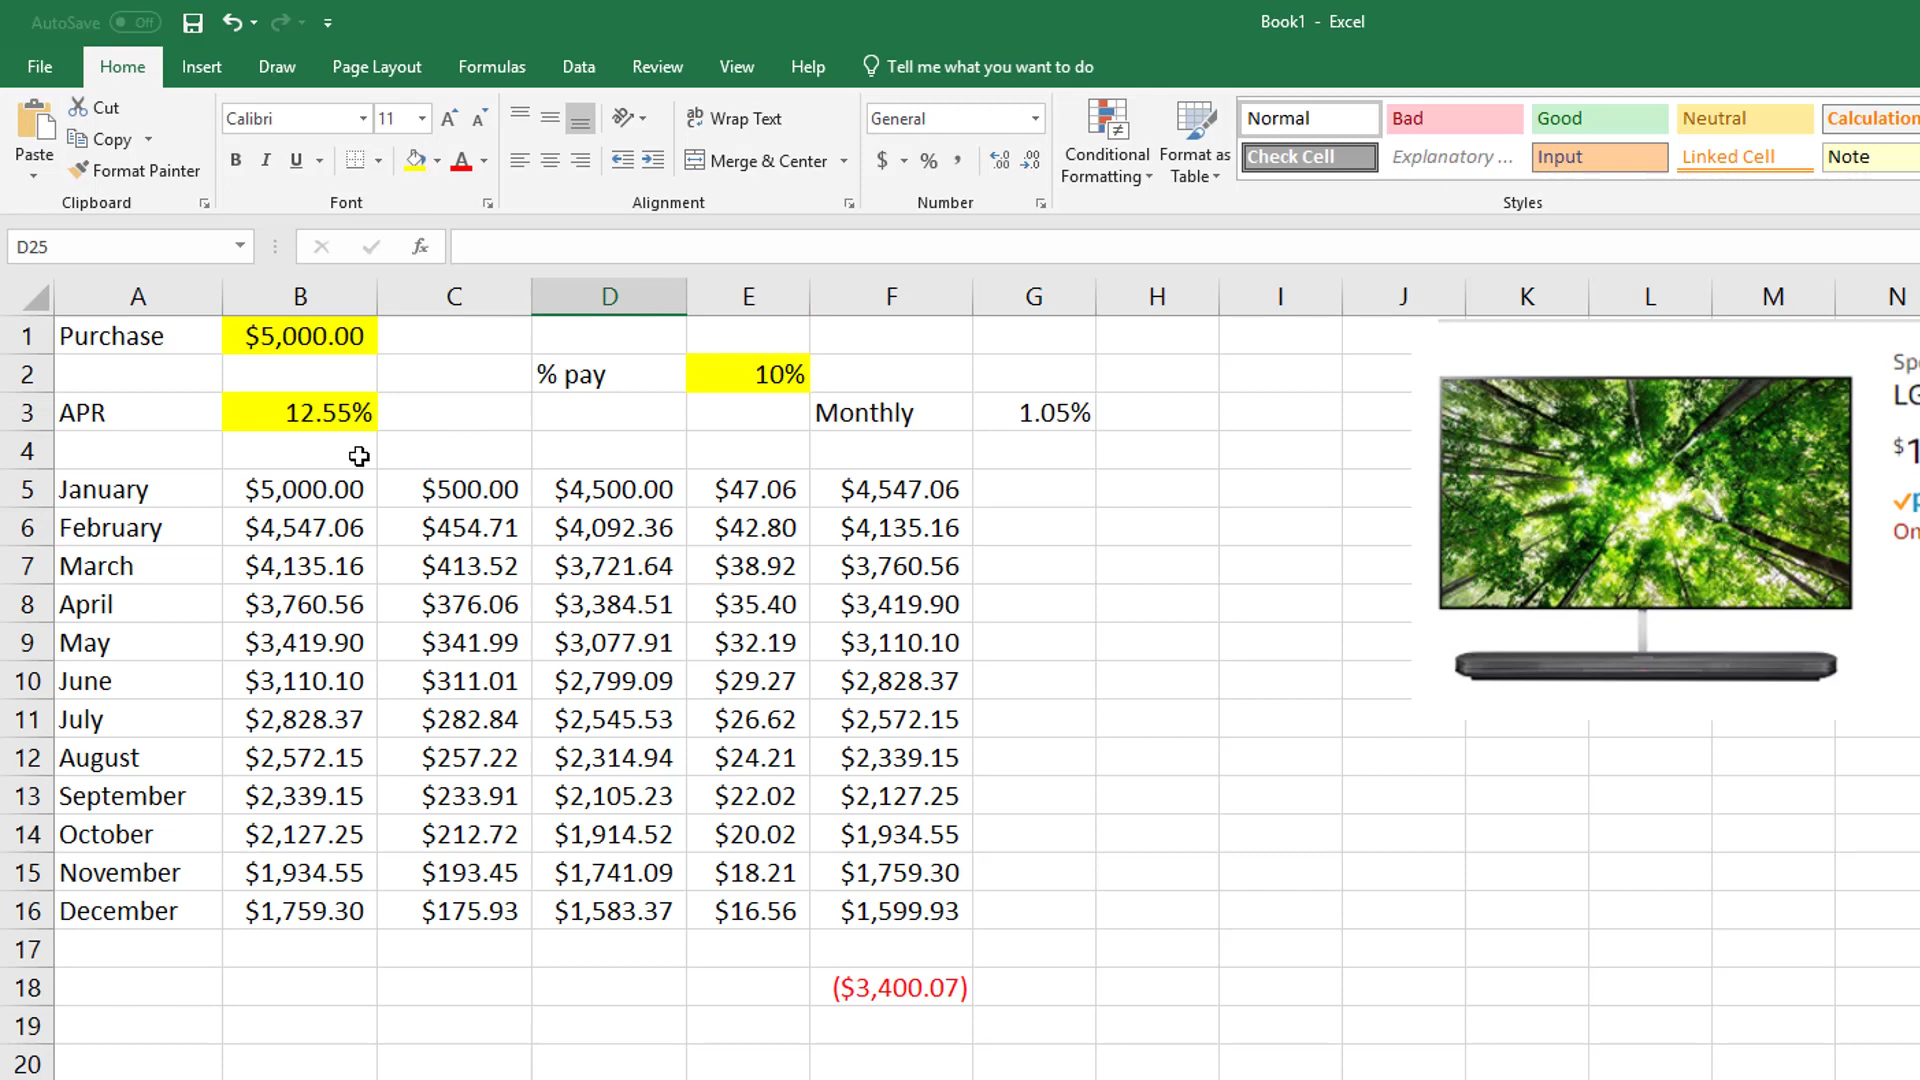 AutoSave Off Book1 - Excel
File Home Insert Draw Page Layout Formulas Data Review View Help Tell me what you want to do
Paste Cut Copy Format Painter Clipboard
Calibri 11 B I U A Font
Wrap Text Merge & Center Alignment
General $ % , Number
Conditional Formatting Format as Table
Normal Bad Good Neutral Calculation
Check Cell Explanatory ... Input Linked Cell Note
Styles
D25 fx
A B C D E F G H I J K L M N
1 Purchase $5,000.00
2 % pay 10%
3 APR 12.55% Monthly 1.05%
4
5 January $5,000.00 $500.00 $4,500.00 $47.06 $4,547.06
6 February $4,547.06 $454.71 $4,092.36 $42.80 $4,135.16
7 March $4,135.16 $413.52 $3,721.64 $38.92 $3,760.56
8 April $3,760.56 $376.06 $3,384.51 $35.40 $3,419.90
9 May $3,419.90 $341.99 $3,077.91 $32.19 $3,110.10
10 June $3,110.10 $311.01 $2,799.09 $29.27 $2,828.37
11 July $2,828.37 $282.84 $2,545.53 $26.62 $2,572.15
12 August $2,572.15 $257.22 $2,314.94 $24.21 $2,339.15
13 September $2,339.15 $233.91 $2,105.23 $22.02 $2,127.25
14 October $2,127.25 $212.72 $1,914.52 $20.02 $1,934.55
15 November $1,934.55 $193.45 $1,741.09 $18.21 $1,759.30
16 December $1,759.30 $175.93 $1,583.37 $16.56 $1,599.93
17
18 ($3,400.07)
19
20